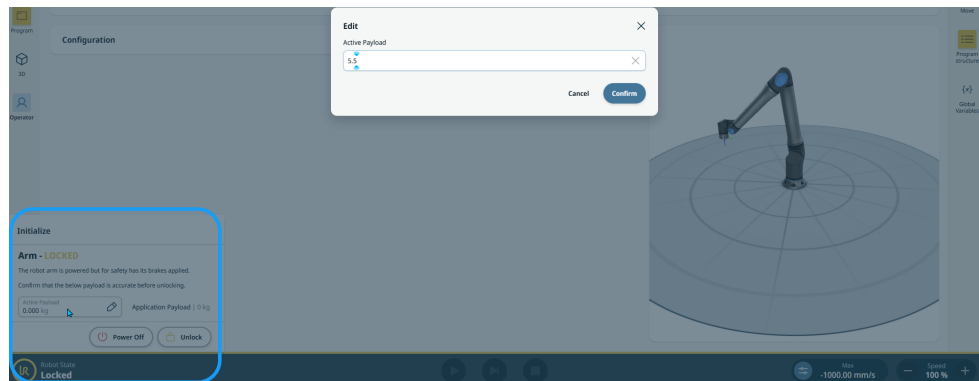 Program
3D
Operator
Configuration
Edit
Active Payload
5.5
Cancel
Confirm
Move
Program
structure
{x}
Global
Variables
Initialize
Arm - LOCKED
The robot arm is powered but for safety has its brakes applied.
Confirm that the below payload is accurate before unlocking.
Active Payload
0.000 kg
Application Payload | 0 kg
Power Off
Unlock
UR
Robot State
Locked
Max
-1000.00 mm/s
Speed
100 %